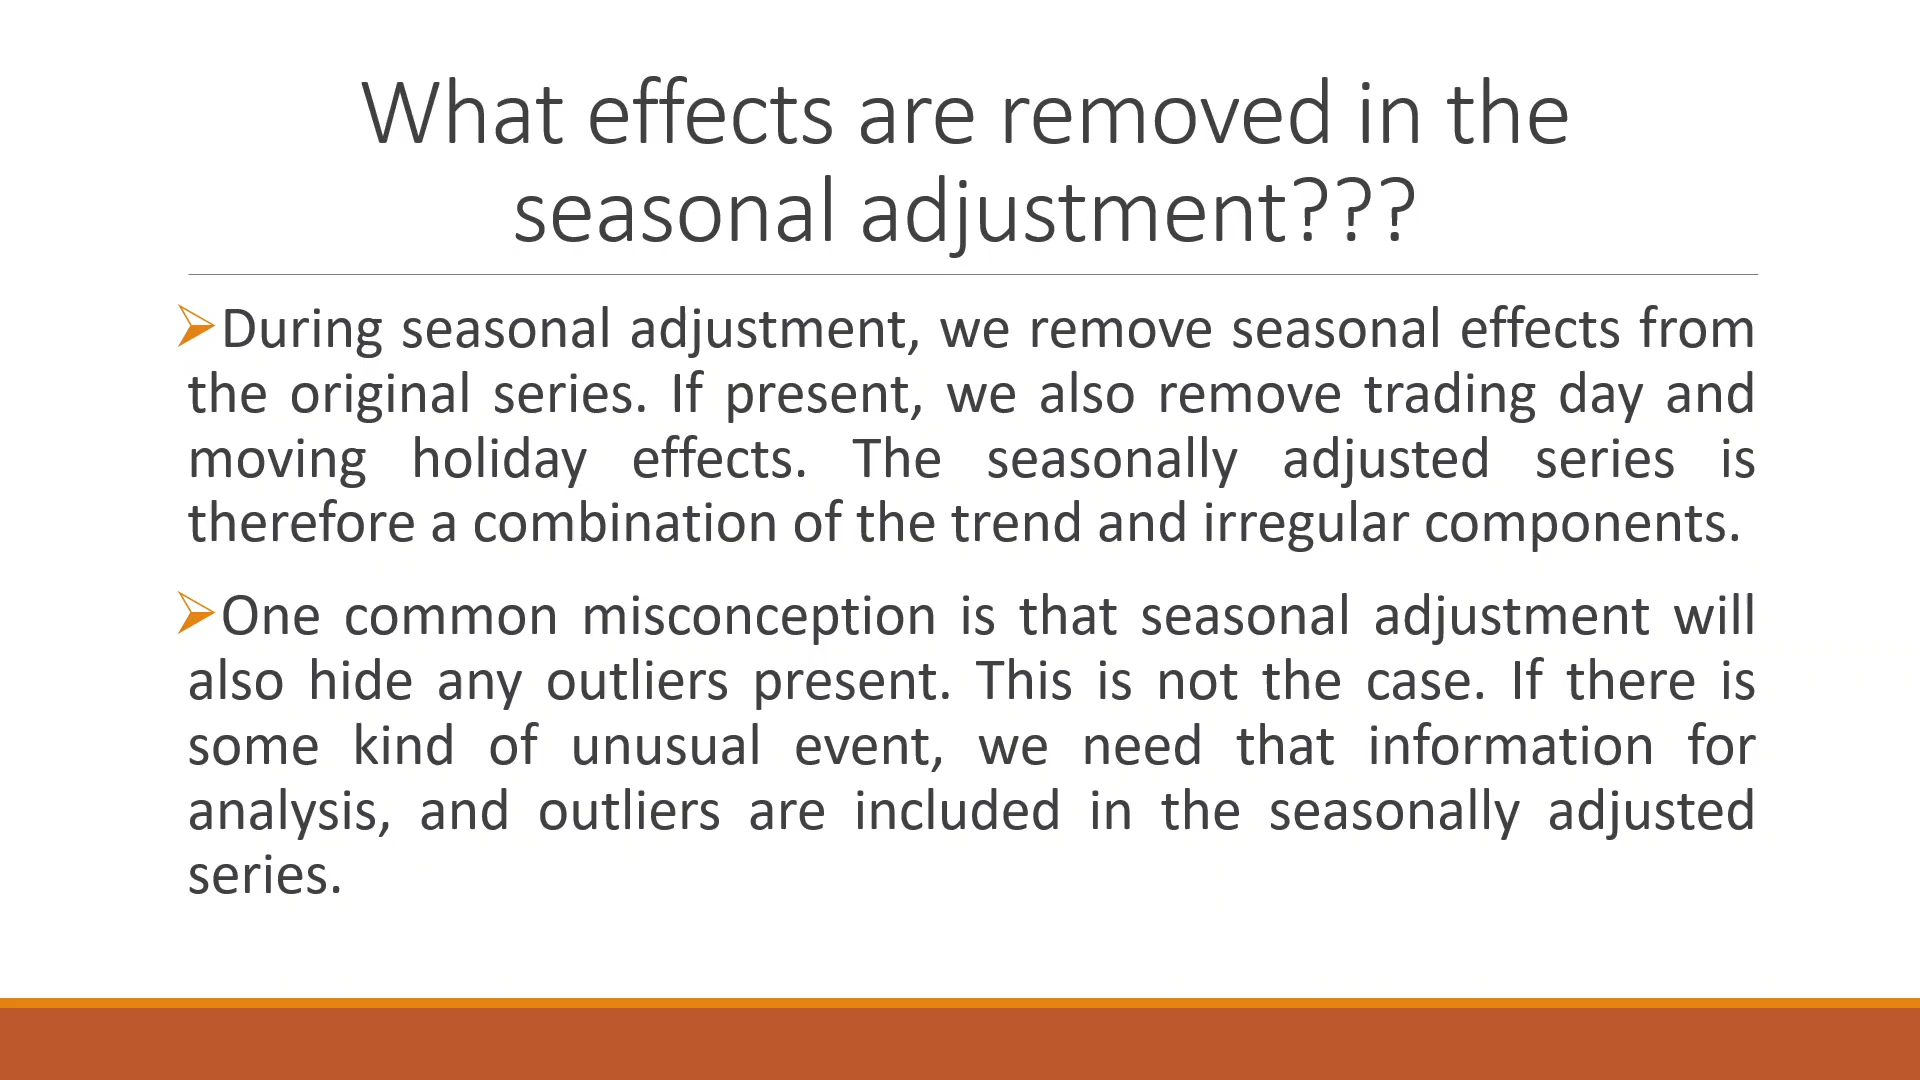 What effects are removed in the
seasonal adjustment???
During seasonal adjustment, we remove seasonal effects from
the original series. If present, we also remove trading day and
moving holiday effects. The seasonally adjusted series is
therefore a combination of the trend and irregular components.
One common misconception is that seasonal adjustment will
also hide any outliers present. This is not the case. If there is
some kind of unusual event, we need that information for
analysis, and outliers are included in the seasonally adjusted
series.